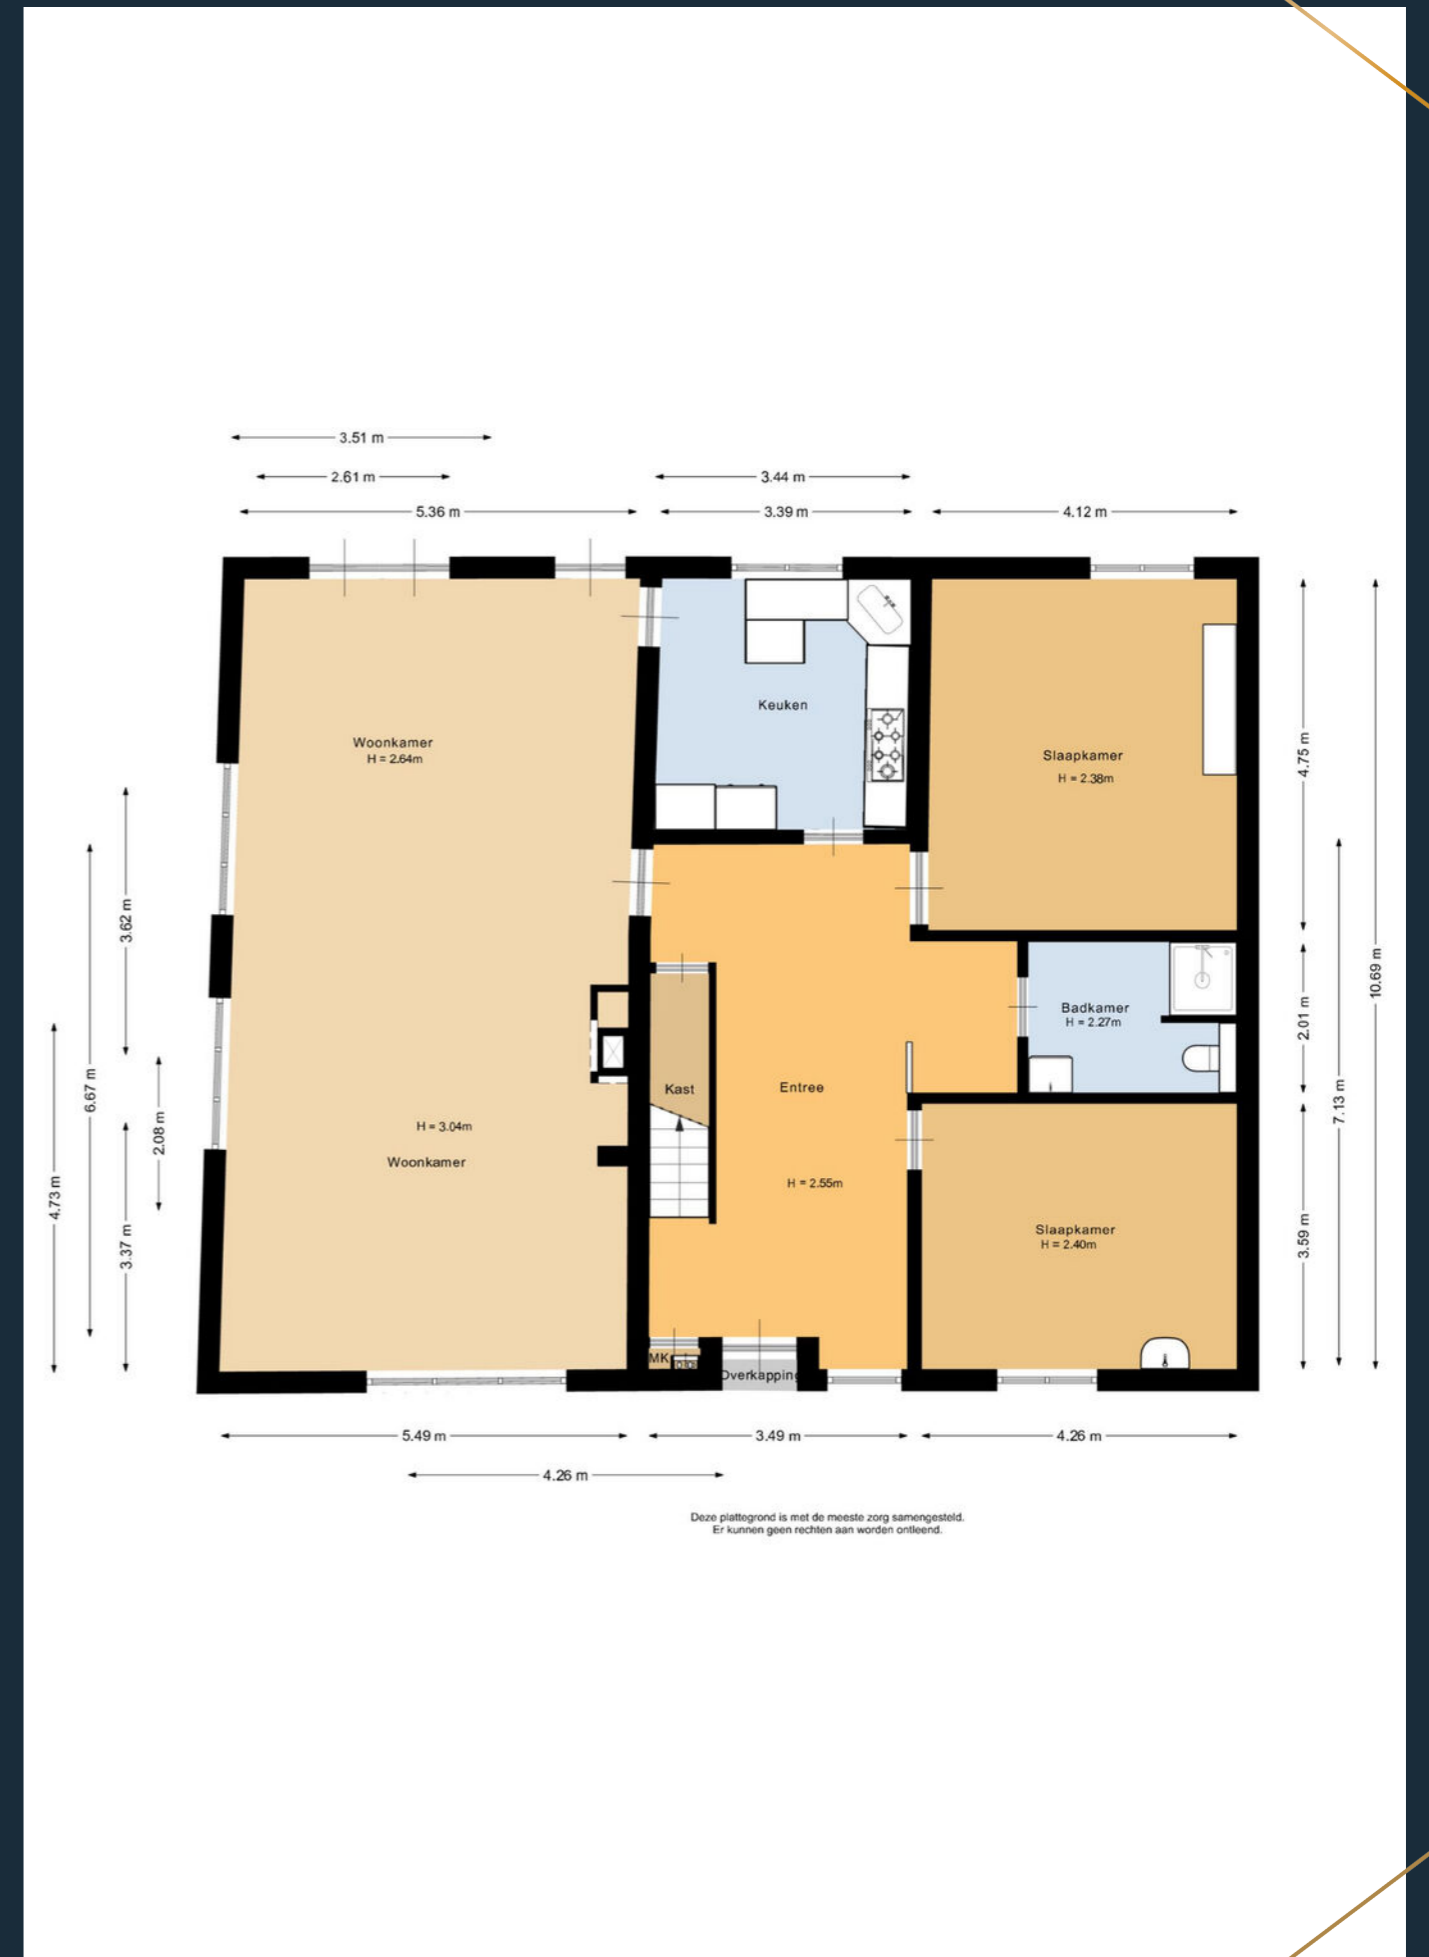 3.51 m
2.61 m
3.44 m
5.36 m
3.39 m
4.12 m
Keuken
Woonkamer
H = 2.64m
Slaapkamer
H = 2.38m
4.75 m
3.62 m
10.69 m
Badkamer
H = 2.27m
2.01 m
6.67 m
Kast
Entree
7.13 m
H = 3.04m
2.08 m
Woonkamer
H = 2.55m
4.73 m
3.37 m
Slaapkamer
H = 2.40m
3.59 m
MK
Overkapping
5.49 m
3.49 m
4.26 m
4.26 m
Deze plattegrond is met de meeste zorg samengesteld.
Er kunnen geen rechten aan worden ontleend.